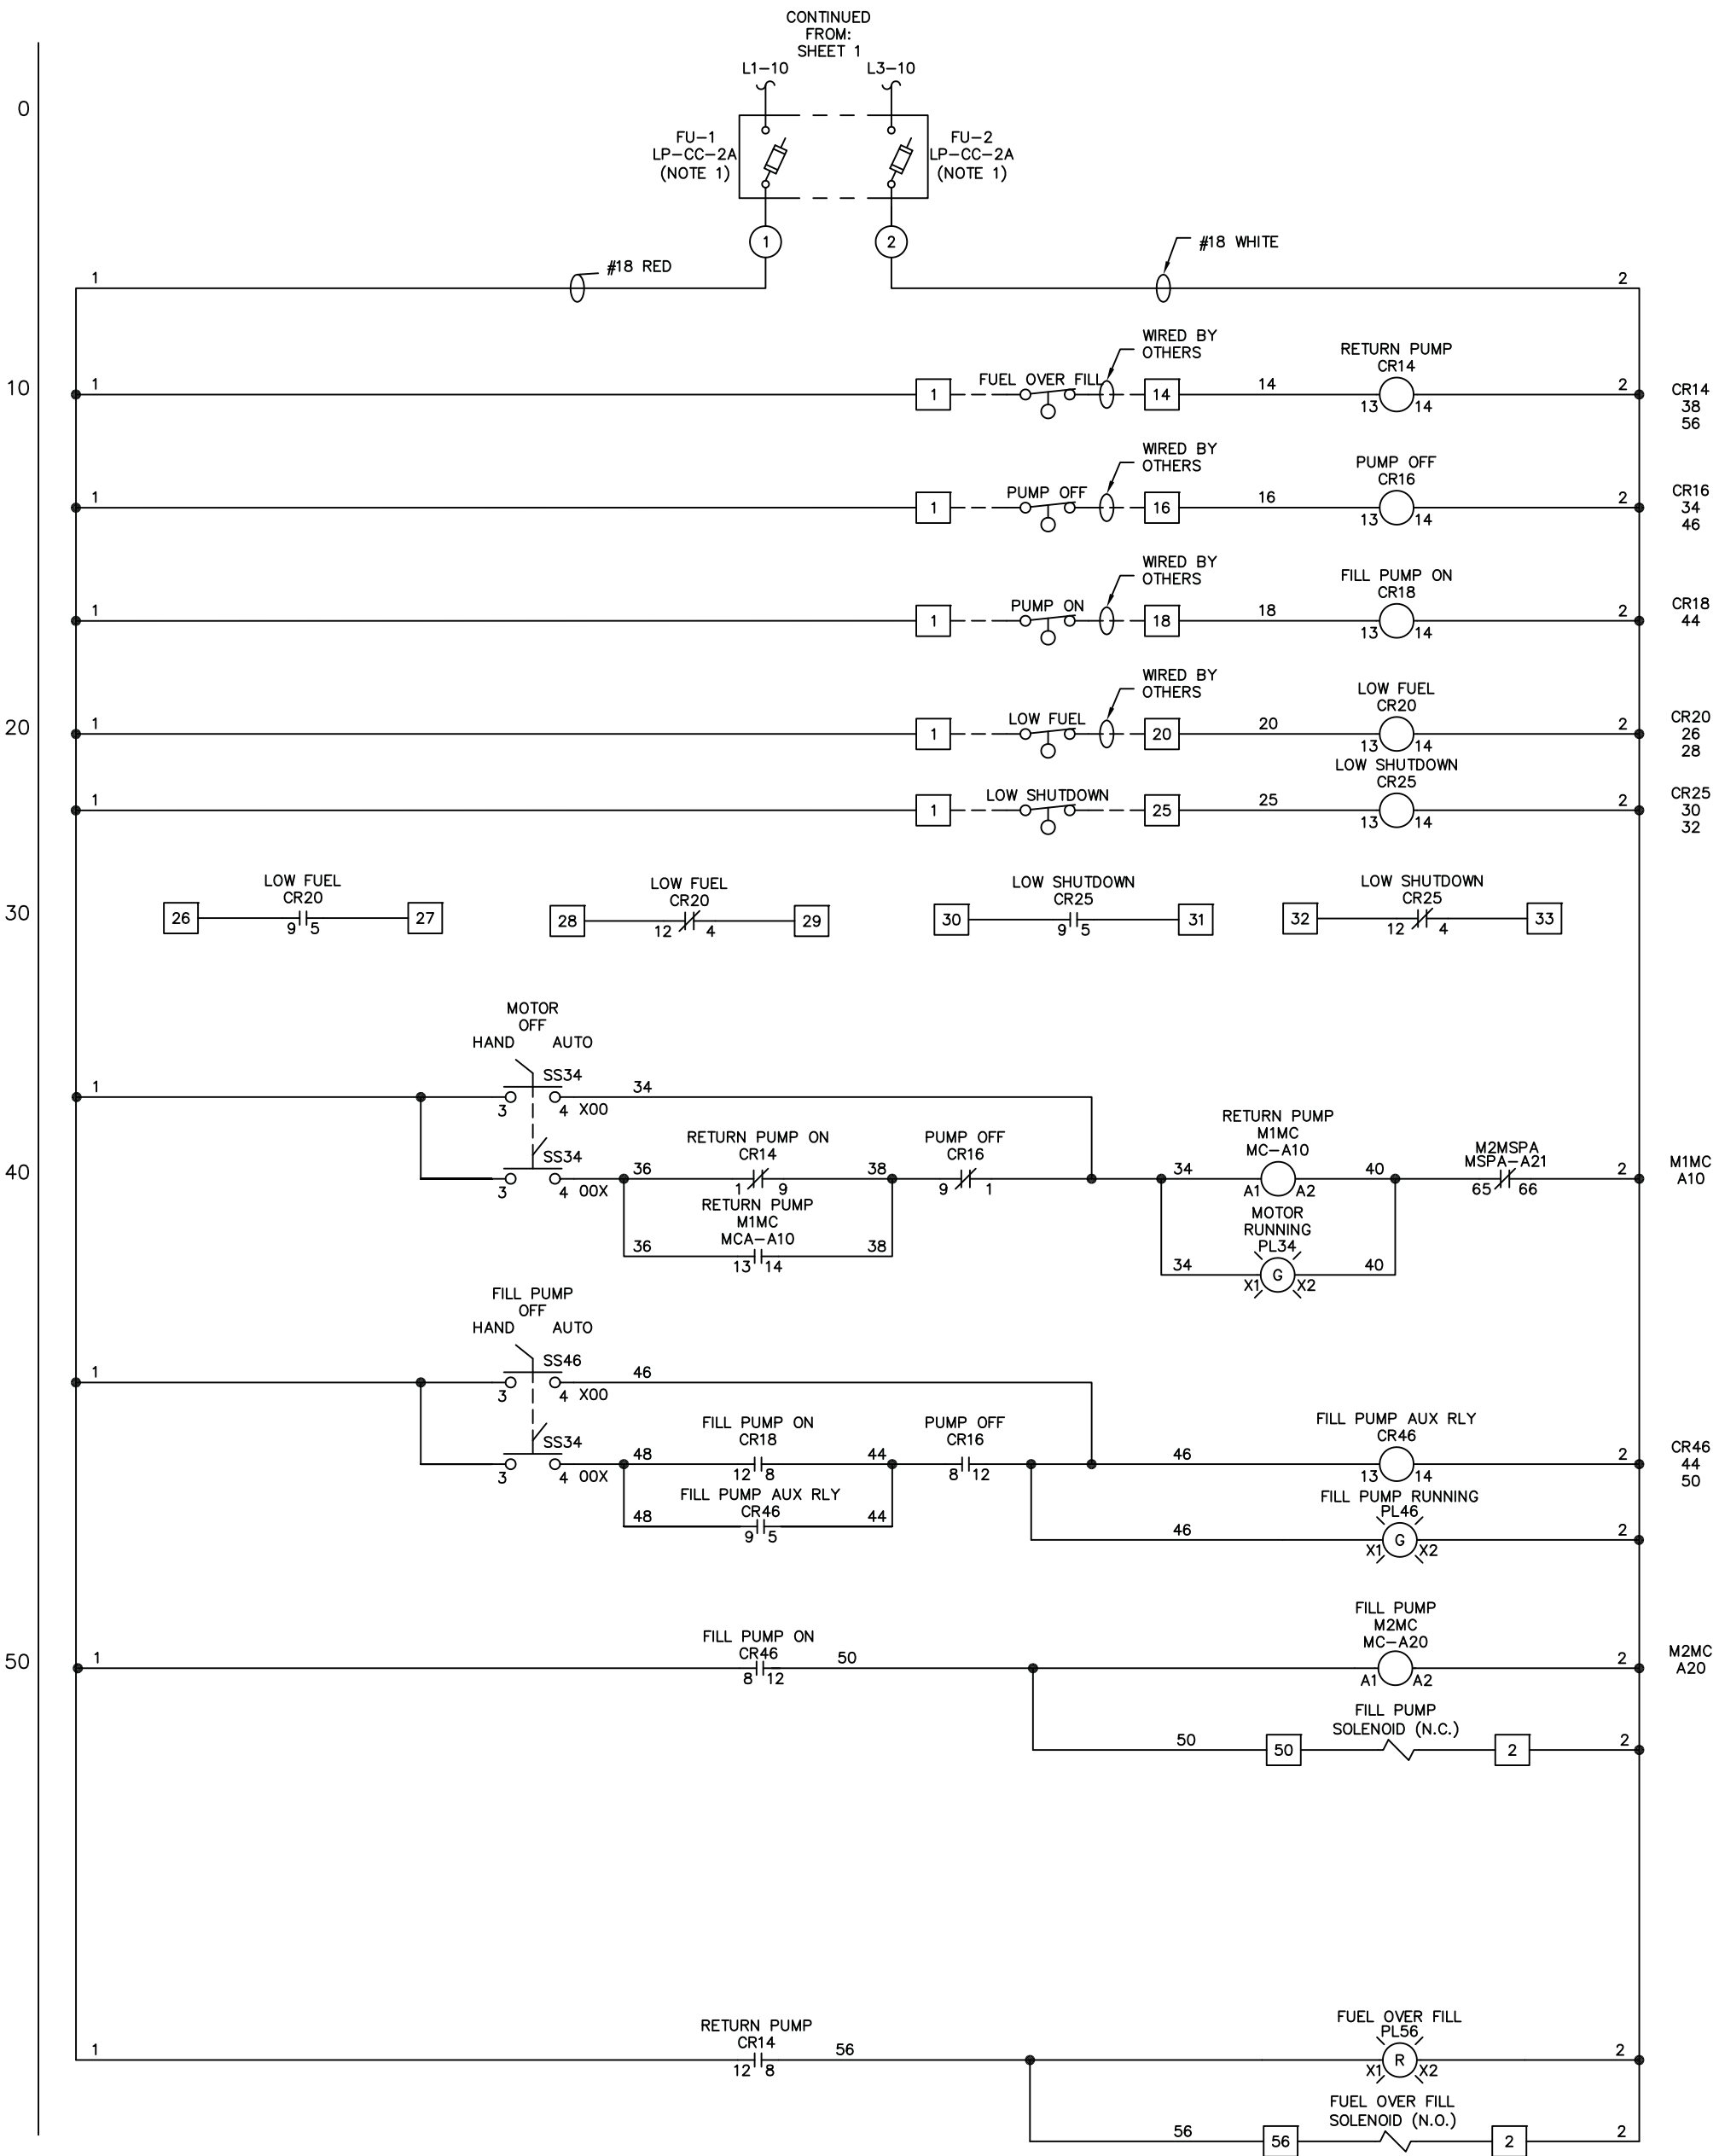 CONTINUED
FROM:
SHEET 1
L1-10 L3-10
0
FU-1
LP-CC-2A
(NOTE 1)
FU-2
LP-CC-2A
(NOTE 1)
1 2
#18 RED
#18 WHITE
1 2
WIRED BY
OTHERS
RETURN PUMP
CR14
10
1 1 FUEL OVER FILL 14 14 13 14 2
CR14
38
56
WIRED BY
OTHERS
PUMP OFF
CR16
1 1 PUMP OFF 16 16 13 14 2
CR16
34
46
WIRED BY
OTHERS
FILL PUMP ON
CR18
1 1 PUMP ON 18 18 13 14 2
CR18
44
WIRED BY
OTHERS
LOW FUEL
CR20
20
1 1 LOW FUEL 20 20 13 14 2
CR20
26
28
LOW SHUTDOWN
CR25
1 1 LOW SHUTDOWN 25 25 13 14 2
CR25
30
32
30
LOW FUEL
CR20
26 9 5 27
LOW FUEL
CR20
28 12 4 29
LOW SHUTDOWN
CR25
30 9 5 31
LOW SHUTDOWN
CR25
32 12 4 33
MOTOR
OFF
HAND AUTO
SS34
1 3 4 X00 34
40
SS34
3 4 00X
RETURN PUMP ON
CR14
36 1 9 38
PUMP OFF
CR16
9 1
RETURN PUMP
M1MC
MC-A10
34 A1 A2 40
M2MSPA
MSPA-A21
65 66 2
M1MC
A10
RETURN PUMP
M1MC
MCA-A10
36 13 14 38
MOTOR
RUNNING
PL34
34 X1 G X2 40
FILL PUMP
OFF
HAND AUTO
SS46
1 3 4 X00 46
SS34
3 4 00X
FILL PUMP ON
CR18
48 12 8 44
PUMP OFF
CR16
8 12
FILL PUMP AUX RLY
CR46
46 13 14 2
CR46
44
50
FILL PUMP AUX RLY
CR46
48 9 5 44
FILL PUMP RUNNING
PL46
46 X1 G X2 2
50
FILL PUMP ON
CR46
1 8 12 50
FILL PUMP
M2MC
MC-A20
A1 A2 2
M2MC
A20
FILL PUMP
SOLENOID (N.C.)
50 50 2 2
RETURN PUMP
CR14
1 12 8 56
FUEL OVER FILL
PL56
X1 R X2 2
FUEL OVER FILL
SOLENOID (N.O.)
56 56 2 2